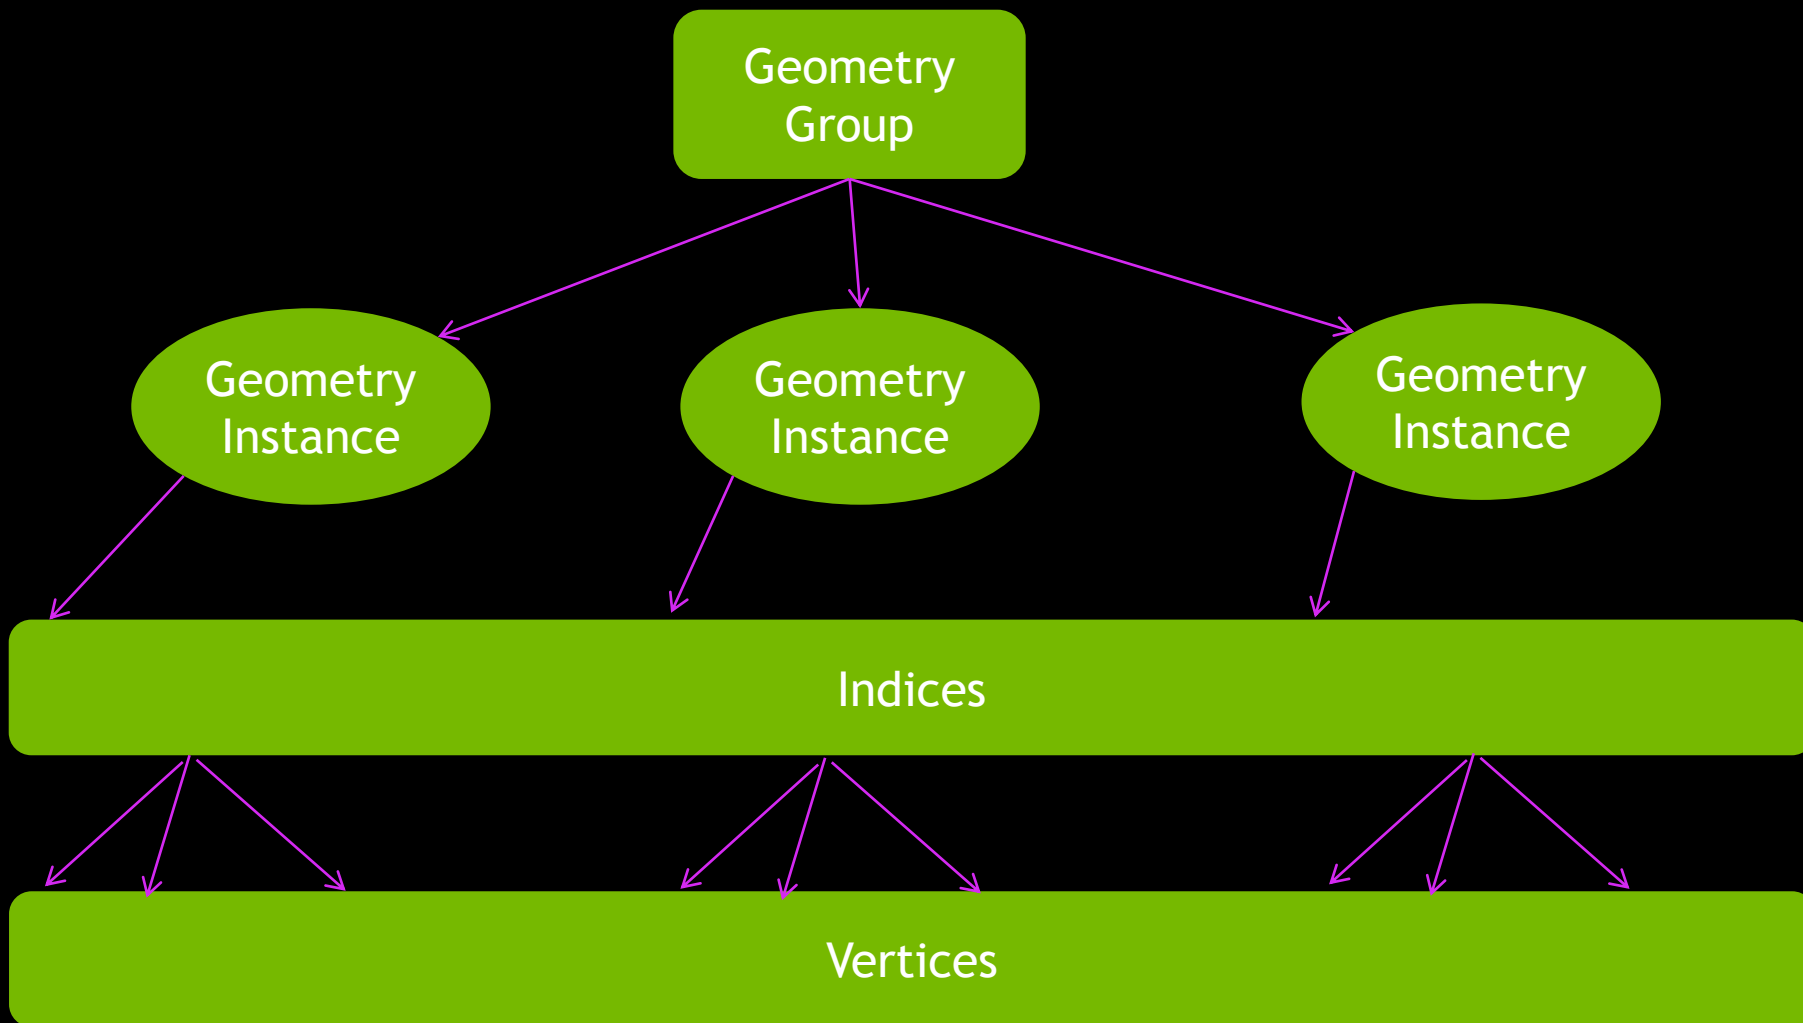 Geometry
Group
Geometry
Instance
Geometry
Instance
Geometry
Instance
Indices
Vertices